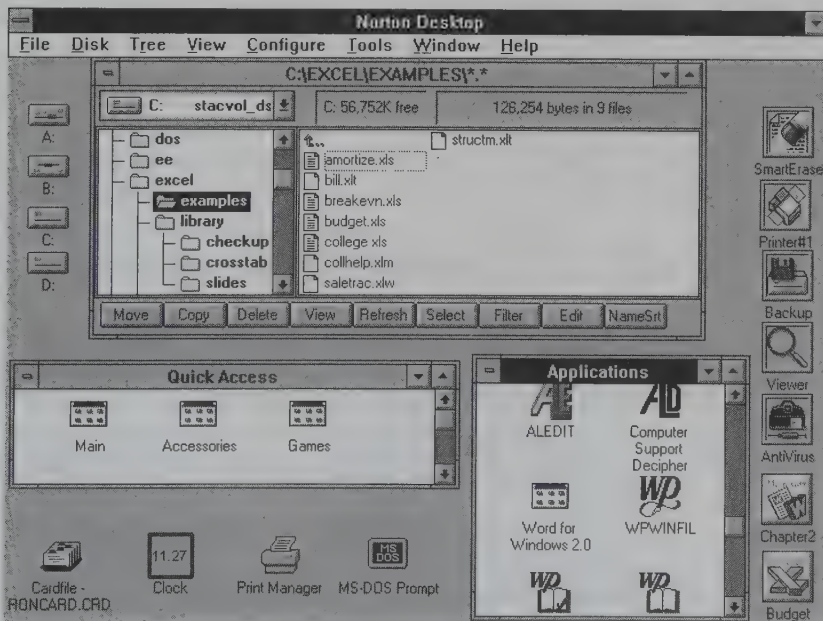 Norton Desktop
File Disk Tree View Configure Tools Window Help
C:\EXCEL\EXAMPLES\*.*
C: stacvol_ds
C: 56,752K free
126,254 bytes in 9 files
A:
B:
C:
D:
dos
ee
excel
examples
library
checkup
crosstab
slides
amortize.xls
bill.xlt
breakevn.xls
budget.xls
college xls
collhelp.xlm
saletrac.xlw
structm.xlt
Move Copy Delete View Refresh Select Filter Edit NameSrt
SmartErase
Printer#1
Backup
Viewer
AntiVirus
Chapter2
Budget
Quick Access
Main
Accessories
Games
Applications
ALEDIT
Computer
Support
Decipher
Word for
Windows 2.0
WP
WPWINFIL
WP
WP
Cardfile -
RONCARD.CRD
11.27
Clock
Print Manager
MS
DOS
MS-DOS Prompt